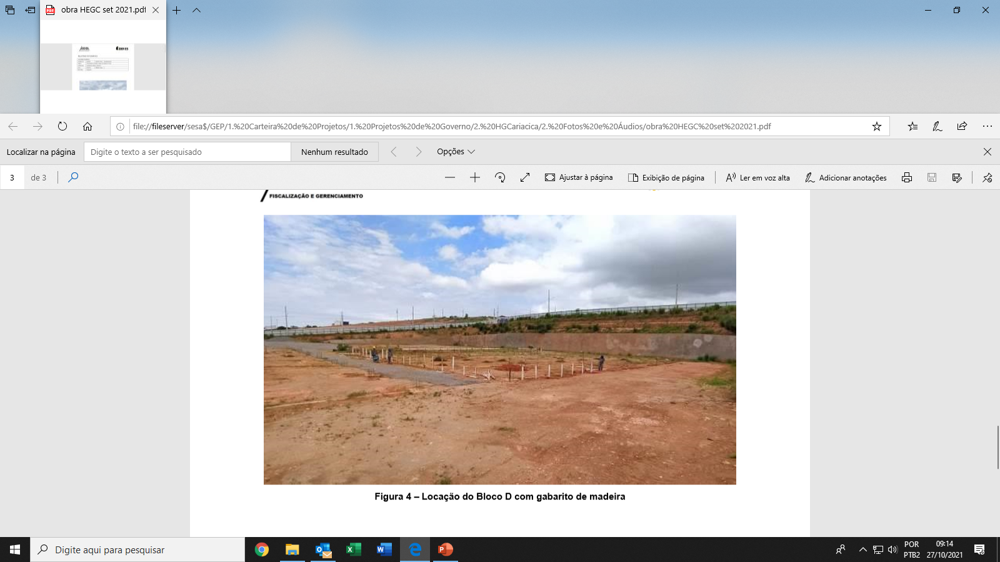 obra HEGC set 2021.pdf
file://fileserver/sesa$/GEP/1.%20Carteira%20de%20Projetos/1.%20Projetos%20de%20Governo/2.%20HGCariacica/2.%20Fotos%20e%20Áudios/obra%20HEGC%20set%202021.pdf
Localizar na página
Digite o texto a ser pesquisado
Nenhum resultado
Opções
3 de 3
Ajustar à página
Exibição de página
Ler em voz alta
Adicionar anotações
FISCALIZAÇÃO E GERENCIAMENTO
Figura 4 – Locação do Bloco D com gabarito de madeira
Digite aqui para pesquisar
POR
PTB2
09:14
27/10/2021